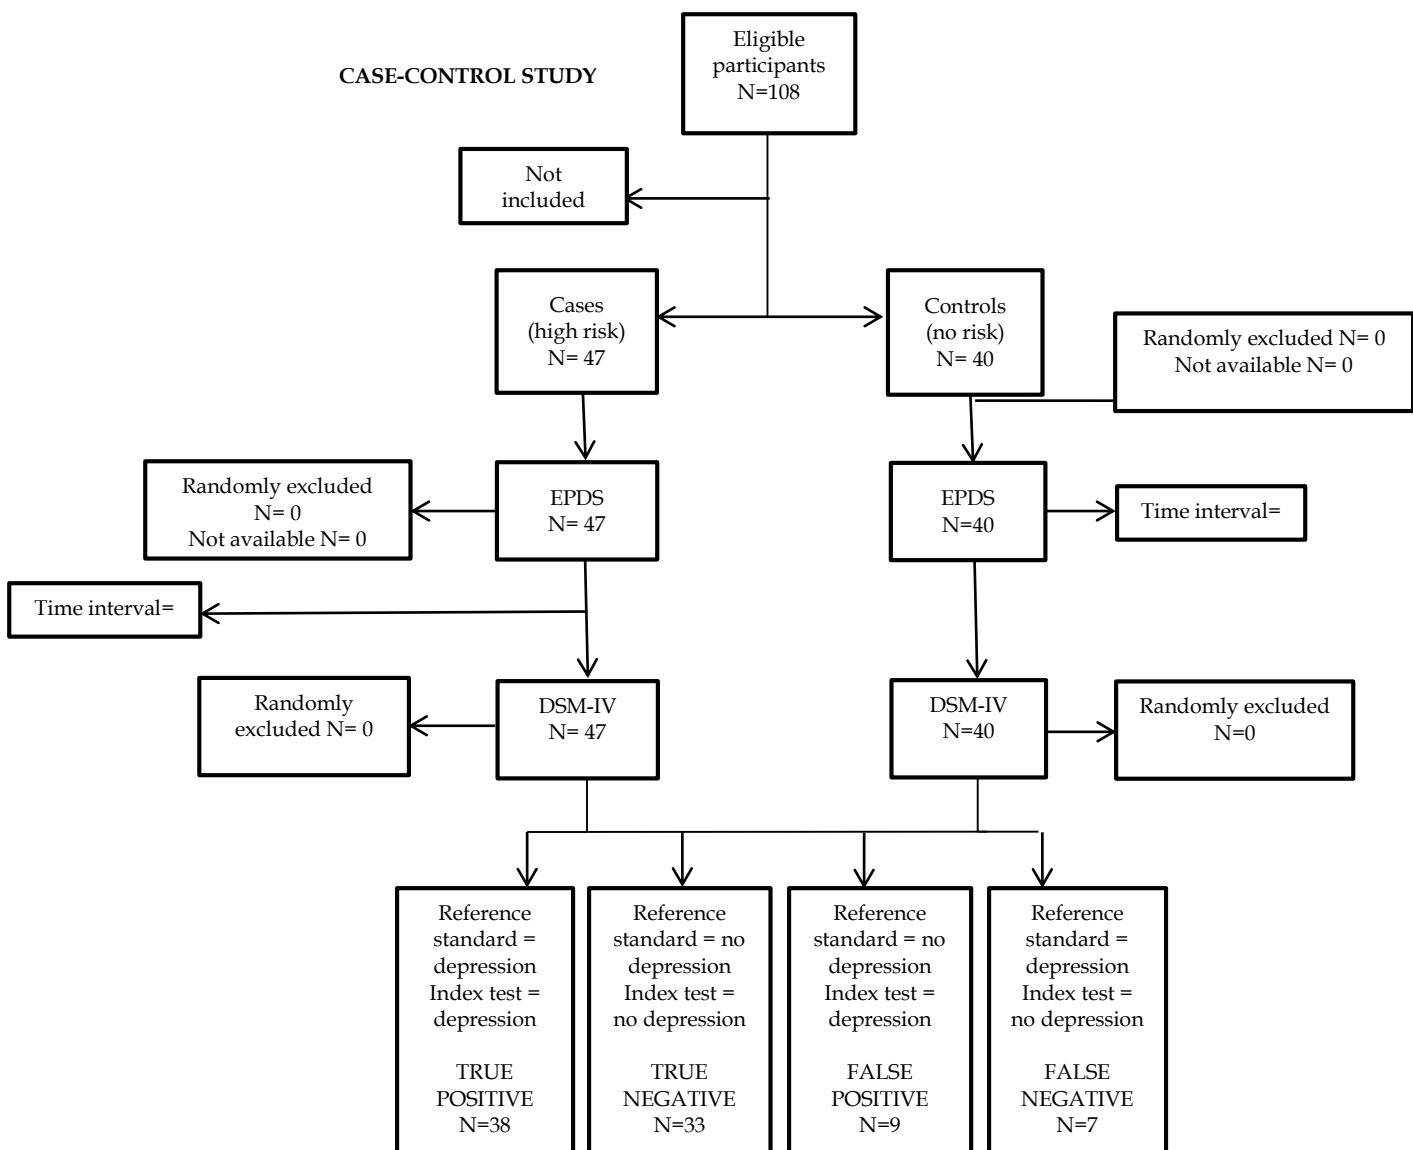 Eligible
participants
N=108
CASE-CONTROL STUDY
Not
included
Cases
(high risk)
N= 47
Controls
(no risk)
N= 40
Randomly excluded N= 0
Not available N= 0
Randomly excluded
N= 0
Not available N= 0
EPDS
N= 47
EPDS
N=40
Time interval=
Time interval=
Randomly
excluded N= 0
DSM-IV
N= 47
DSM-IV
N=40
Randomly excluded
N=0
Reference
standard =
depression
Index test =
depression
TRUE
POSITIVE
N=38
Reference
standard = no
depression
Index test =
no depression
TRUE
NEGATIVE
N=33
Reference
standard = no
depression
Index test =
depression
FALSE
POSITIVE
N=9
Reference
standard =
depression
Index test =
no depression
FALSE
NEGATIVE
N=7